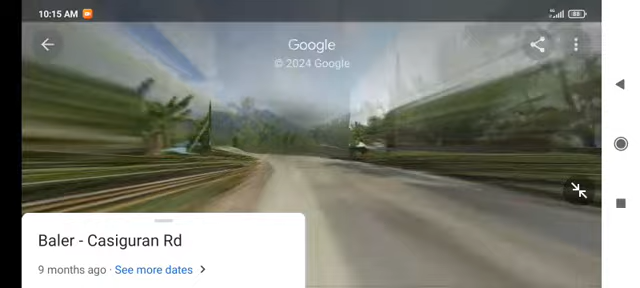 10:15 AM
Google
© 2024 Google
Baler - Casiguran Rd
9 months ago · See more dates